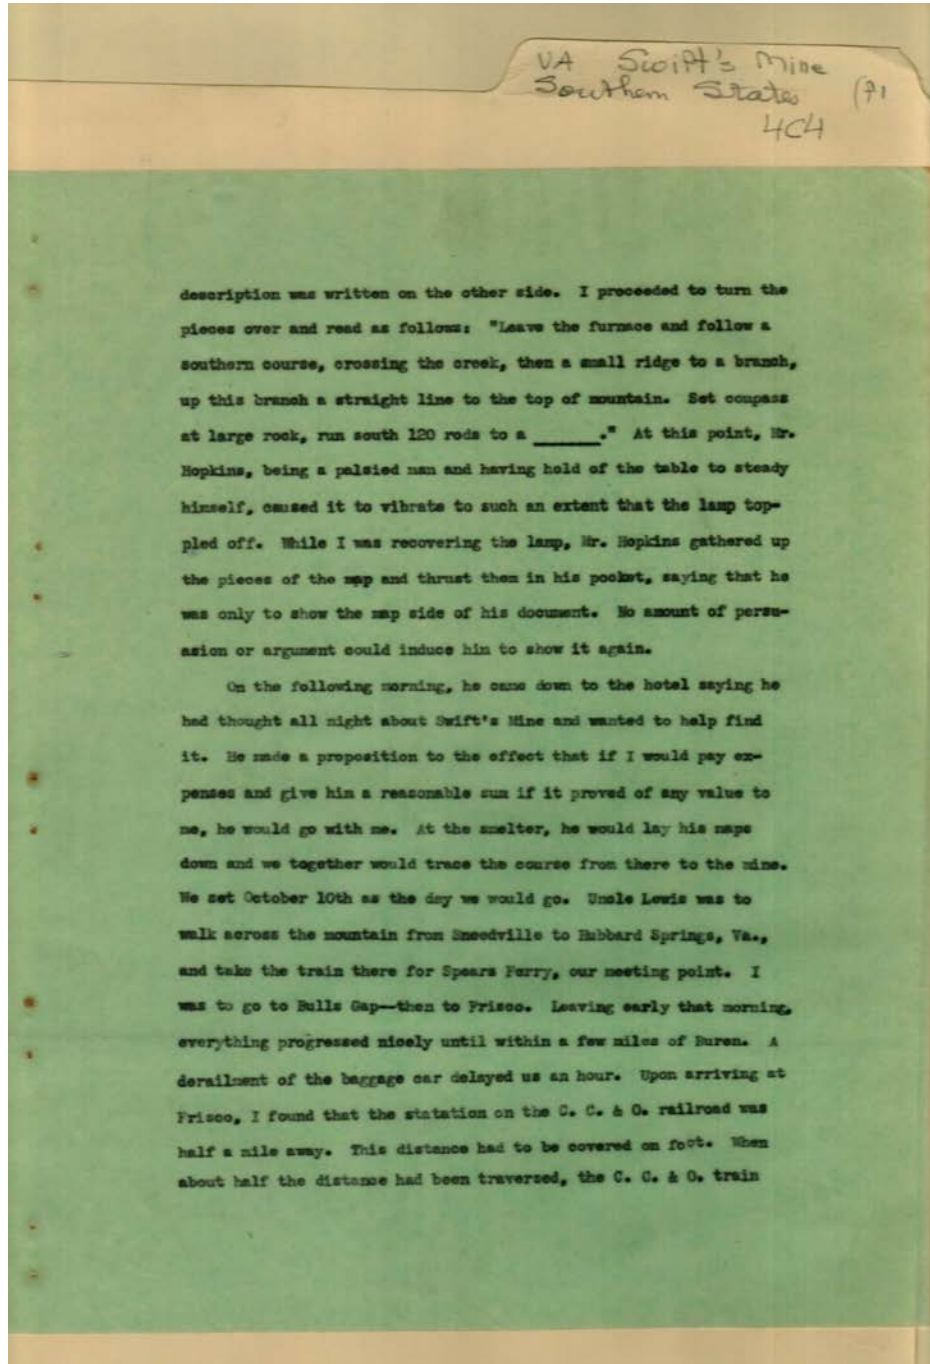 VA Swift's Mine
Southern States (71
4C4
description was written on the other side. I proceeded to turn the
pieces over and read as follows: "Leave the furnace and follow a
southern course, crossing the creek, then a small ridge to a branch,
up this branch a straight line to the top of mountain. Set coupass
at large rock, run south 120 rods to a ______." At this point, Mr.
Hopkins, being a palsied man and having hold of the table to steady
himself, caused it to vibrate to such an extent that the lamp top-
pled off. While I was recovering the lamp, Mr. Hopkins gathered up
the pieces of the map and thrust them in his pocket, saying that he
was only to show the map side of his document. No amount of persu-
asion or argument could induce him to show it again.
On the following morning, he came down to the hotel saying he
had thought all night about Swift's Mine and wanted to help find
it. He made a proposition to the effect that if I would pay ex-
penses and give him a reasonable sum if it proved of any value to
me, he would go with me. At the smelter, he would lay his maps
down and we together would trace the course from there to the mine.
We set October 10th as the day we would go. Uncle Lewis was to
walk across the mountain from Sneedville to Hubbard Springs, Va.,
and take the train there for Spears Ferry, our meeting point. I
was to go to Bulls Gap--then to Frisco. Leaving early that morning,
everything progressed nicely until within a few miles of Buren. A
derailment of the baggage car delayed us an hour. Upon arriving at
Frisco, I found that the statation on the C. C. & O. railroad was
half a mile away. This distance had to be covered on foot. When
about half the distance had been traversed, the C. C. & O. train